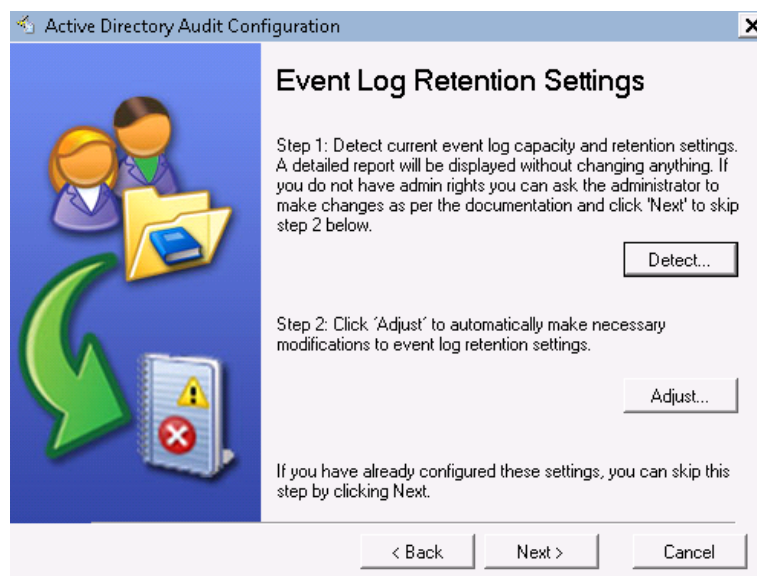 Active Directory Audit Configuration
Event Log Retention Settings
Step 1: Detect current event log capacity and retention settings.
A detailed report will be displayed without changing anything. If
you do not have admin rights you can ask the administrator to
make changes as per the documentation and click 'Next' to skip
step 2 below.
Detect...
Step 2: Click ´Adjust´ to automatically make necessary
modifications to event log retention settings.
Adjust...
If you have already configured these settings, you can skip this
step by clicking Next.
< Back
Next >
Cancel